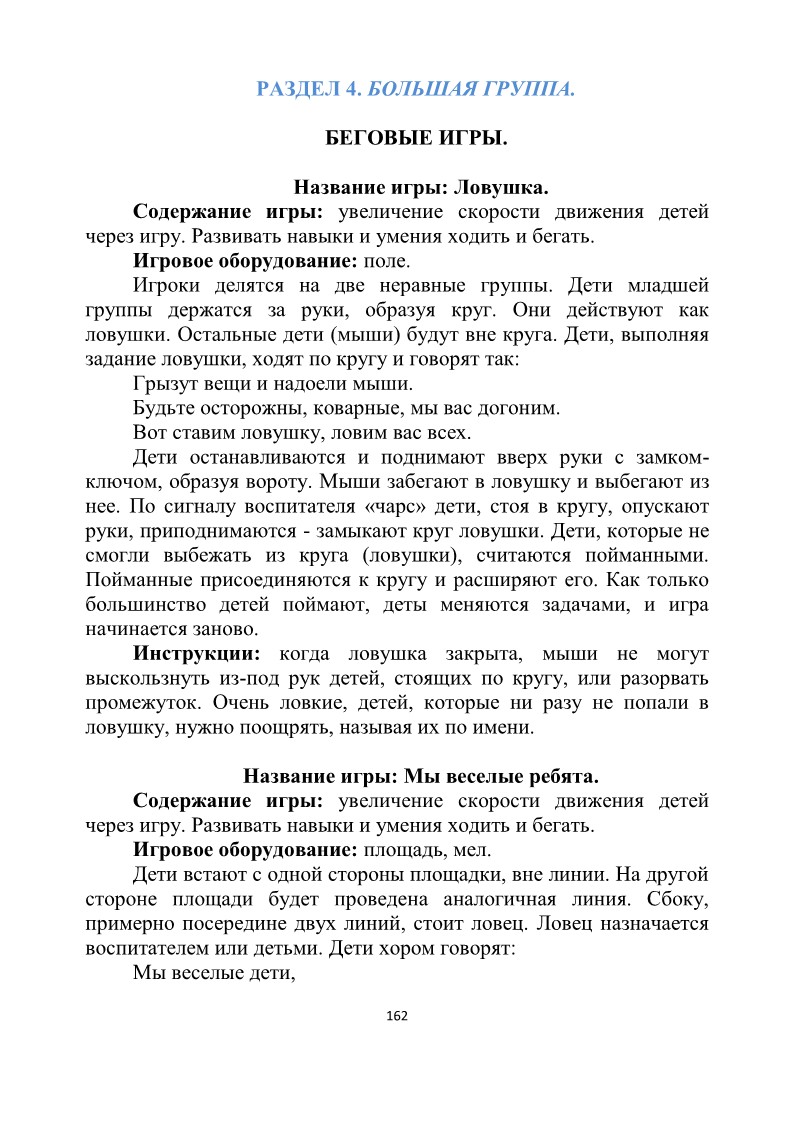 РАЗДЕЛ 4. БОЛЬШАЯ ГРУППА.
БЕГОВЫЕ ИГРЫ.
Название игры: Ловушка.
Содержание игры: увеличение скорости движения детей
через игру. Развивать навыки и умения ходить и бегать.
Игровое оборудование: поле.
Игроки делятся на две неравные группы. Дети младшей
группы держатся за руки, образуя круг. Они действуют как
ловушки. Остальные дети (мыши) будут вне круга. Дети, выполняя
задание ловушки, ходят по кругу и говорят так:
Грызут вещи и надоели мыши.
Будьте осторожны, коварные, мы вас догоним.
Вот ставим ловушку, ловим вас всех.
Дети останавливаются и поднимают вверх руки с замком-
ключом, образуя вороту. Мыши забегают в ловушку и выбегают из
нее. По сигналу воспитателя «чарс» дети, стоя в кругу, опускают
руки, приподнимаются - замыкают круг ловушки. Дети, которые не
смогли выбежать из круга (ловушки), считаются пойманными.
Пойманные присоединяются к кругу и расширяют его. Как только
большинство детей поймают, деты меняются задачами, и игра
начинается заново.
Инструкции: когда ловушка закрыта, мыши не могут
выскользнуть из-под рук детей, стоящих по кругу, или разорвать
промежуток. Очень ловкие, детей, которые ни разу не попали в
ловушку, нужно поощрять, называя их по имени.
Название игры: Мы веселые ребята.
Содержание игры: увеличение скорости движения детей
через игру. Развивать навыки и умения ходить и бегать.
Игровое оборудование: площадь, мел.
Дети встают с одной стороны площадки, вне линии. На другой
стороне площади будет проведена аналогичная линия. Сбоку,
примерно посередине двух линий, стоит ловец. Ловец назначается
воспитателем или детьми. Дети хором говорят:
Мы веселые дети,
162